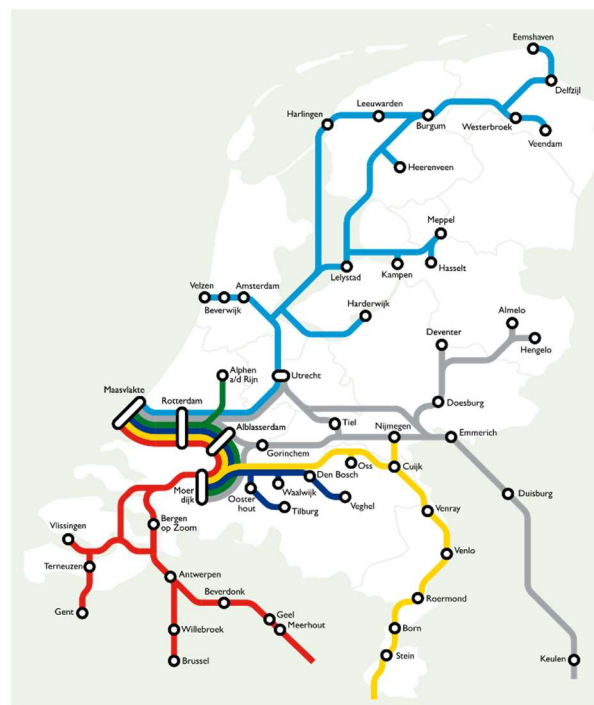 Eemshaven
Delfzijl
Leeuwarden
Harlingen
Burgum
Westerbroek
Veendam
Heerenveen
Meppel
Lelystad
Kampen
Hasselt
Velzen
Amsterdam
Beverwijk
Harderwijk
Almelo
Deventer
Hengelo
Alphen
a/d Rijn
Utrecht
Maasvlakte
Rotterdam
Doesburg
Alblasserdam
Tiel
Nijmegen
Emmerich
Gorinchem
Oss
Cuijk
Den Bosch
Moer
dijk
Ooster
hout
Waalwijk
Veghel
Tilburg
Duisburg
Venray
Vlissingen
Bergen
op Zoom
Venlo
Terneuzen
Antwerpen
Beverdonk
Roermond
Gent
Geel
Meerhout
Willebroek
Born
Stein
Brussel
Keulen